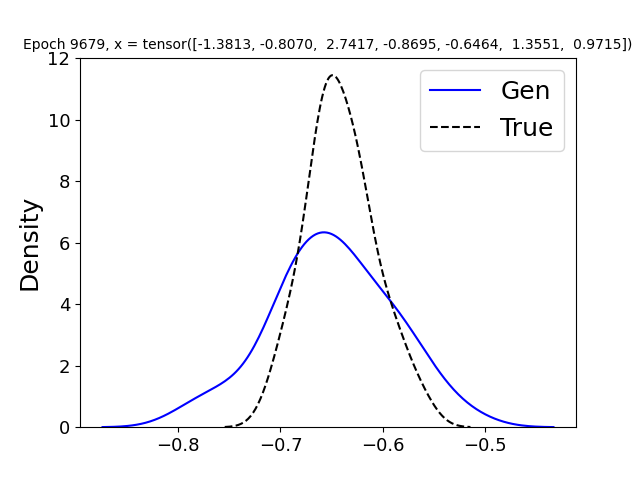 Epoch 9679, x = tensor([-1.3813, -0.8070,  2.7417, -0.8695, -0.6464,  1.3551,  0.9715])
12
10
8
6
4
2
0
Density
Gen
True
−0.8
−0.7
−0.6
−0.5